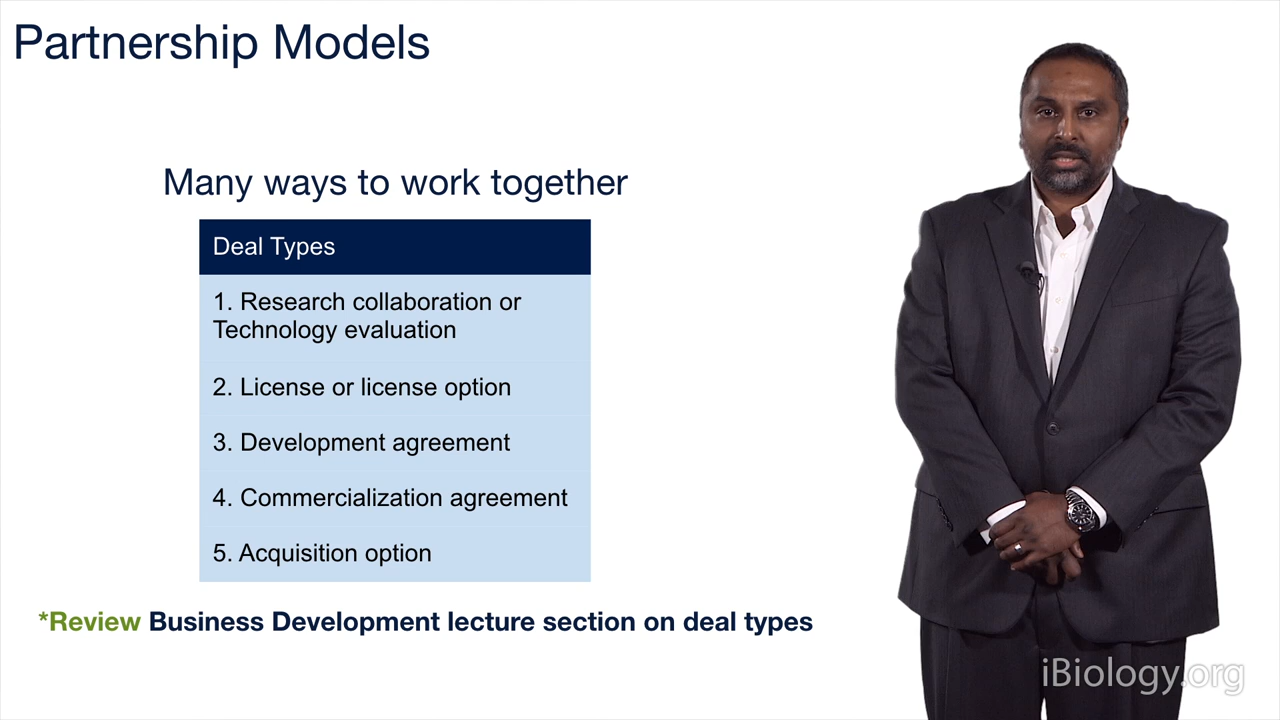 Partnership Models
Many ways to work together
Deal Types
1. Research collaboration or
Technology evaluation
2. License or license option
3. Development agreement
4. Commercialization agreement
5. Acquisition option
*Review Business Development lecture section on deal types
iBiology.org